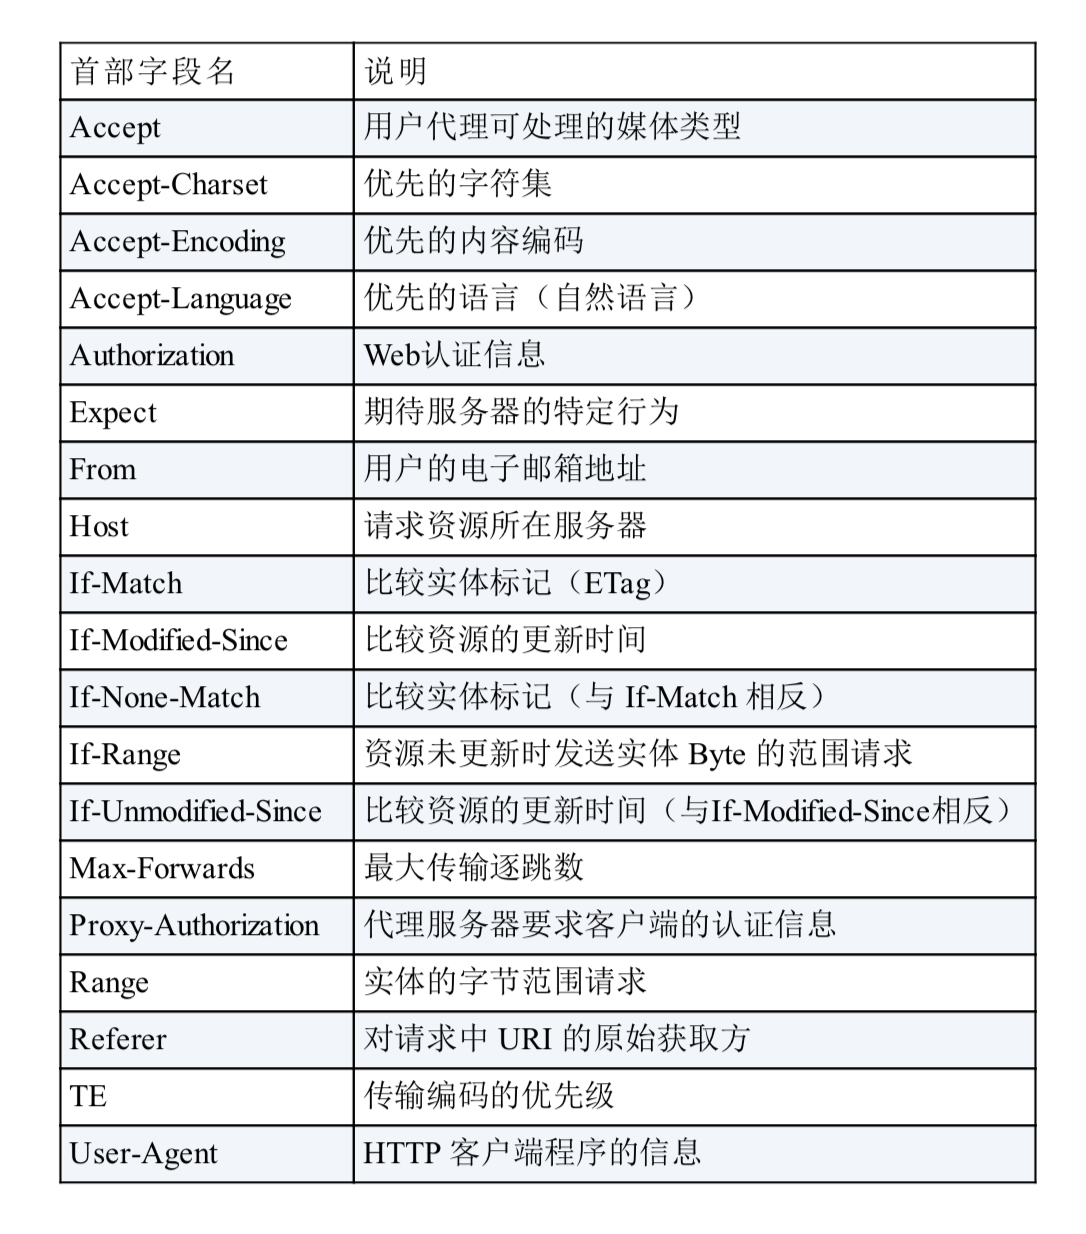 首部字段名 说明
Accept 用户代理可处理的媒体类型
Accept-Charset 优先的字符集
Accept-Encoding 优先的内容编码
Accept-Language 优先的语言（自然语言）
Authorization Web认证信息
Expect 期待服务器的特定行为
From 用户的电子邮箱地址
Host 请求资源所在服务器
If-Match 比较实体标记（ETag）
If-Modified-Since 比较资源的更新时间
If-None-Match 比较实体标记（与 If-Match 相反）
If-Range 资源未更新时发送实体 Byte 的范围请求
If-Unmodified-Since 比较资源的更新时间（与If-Modified-Since相反）
Max-Forwards 最大传输逐跳数
Proxy-Authorization 代理服务器要求客户端的认证信息
Range 实体的字节范围请求
Referer 对请求中 URI 的原始获取方
TE 传输编码的优先级
User-Agent HTTP 客户端程序的信息